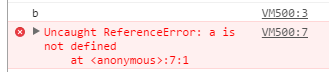 b VM500:3
Uncaught ReferenceError: a is VM500:7
not defined
at <anonymous>:7:1